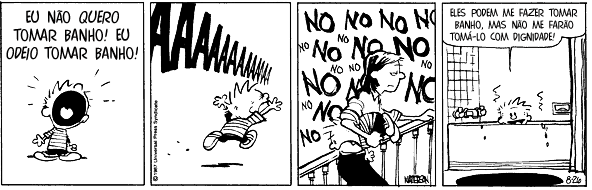 EU NÃO QUERO
TOMAR BANHO! EU
ODEIO TOMAR BANHO!
AAAAAAAAAAAAAA
© 1987 Universal Press Syndicate
NO NO NO NO
NO NO NO NO
NO NO NO NO
NO NO
NO
WATTERSON
ELES PODEM ME FAZER TOMAR
BANHO, MAS NÃO ME FARÃO
TOMÁ-LO COM DIGNIDADE!
8-26